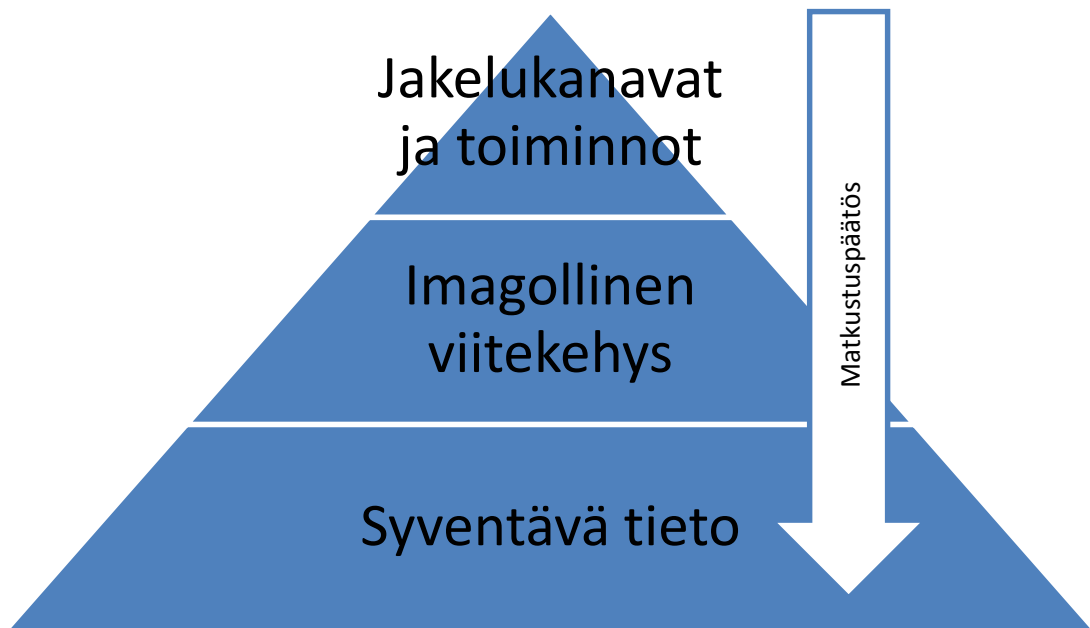 Jakelukanavat
ja toiminnot
Imagollinen
viitekehys
Syventävä tieto
Matkustuspäätös